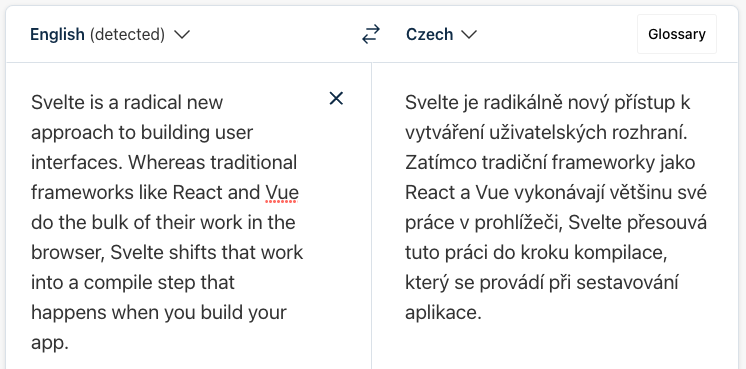 English (detected)
Czech
Glossary
Svelte is a radical new
approach to building user
interfaces. Whereas traditional
frameworks like React and Vue
do the bulk of their work in the
browser, Svelte shifts that work
into a compile step that
happens when you build your
app.
Svelte je radikálně nový přístup k
vytváření uživatelských rozhraní.
Zatímco tradiční frameworky jako
React a Vue vykonávají většinu své
práce v prohlížeči, Svelte přesouvá
tuto práci do kroku kompilace,
který se provádí při sestavování
aplikace.